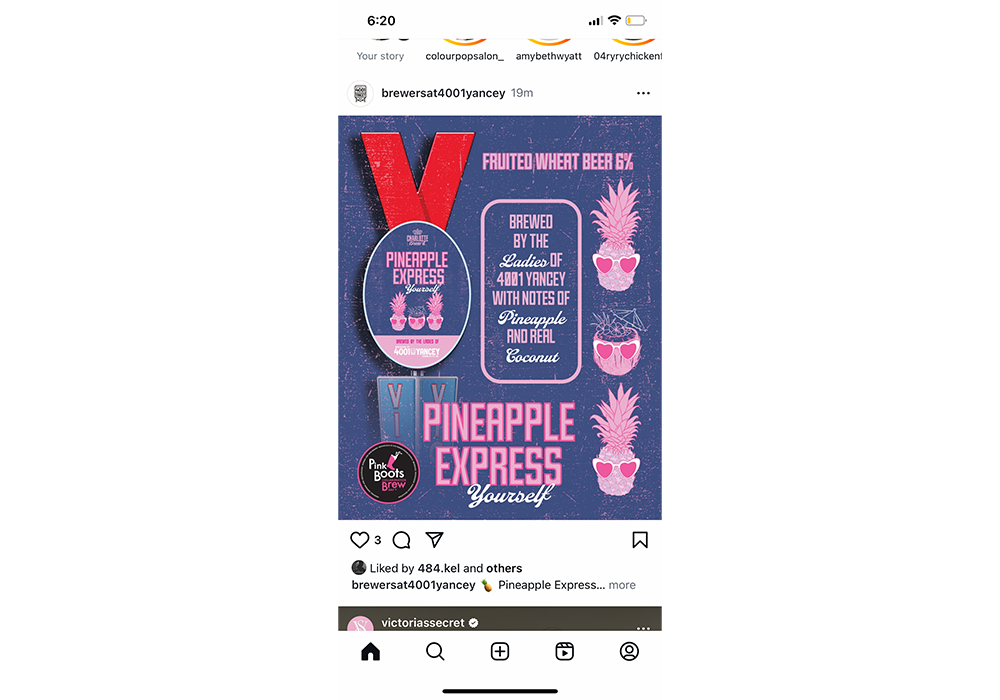 6:20
Your story
colourpopsalon_
amybethwyatt
04ryrychickent
brewersat4001yancey 19m
FRUITED WHEAT BEER 6%
BREWED
BY THE
Ladies OF
4001 YANCEY
WITH NOTES OF
Pineapple
AND REAL
Coconut
CHARLOTTE
PINEAPPLE
EXPRESS
Yourself
BREWED BY THE LADIES OF
4001 YANCEY
PINEAPPLE
EXPRESS
Yourself
Pink
BOOTS
Brew
3
Liked by 484.kel and others
brewersat4001yancey 🍍 Pineapple Express... more
VS
victoriassecret